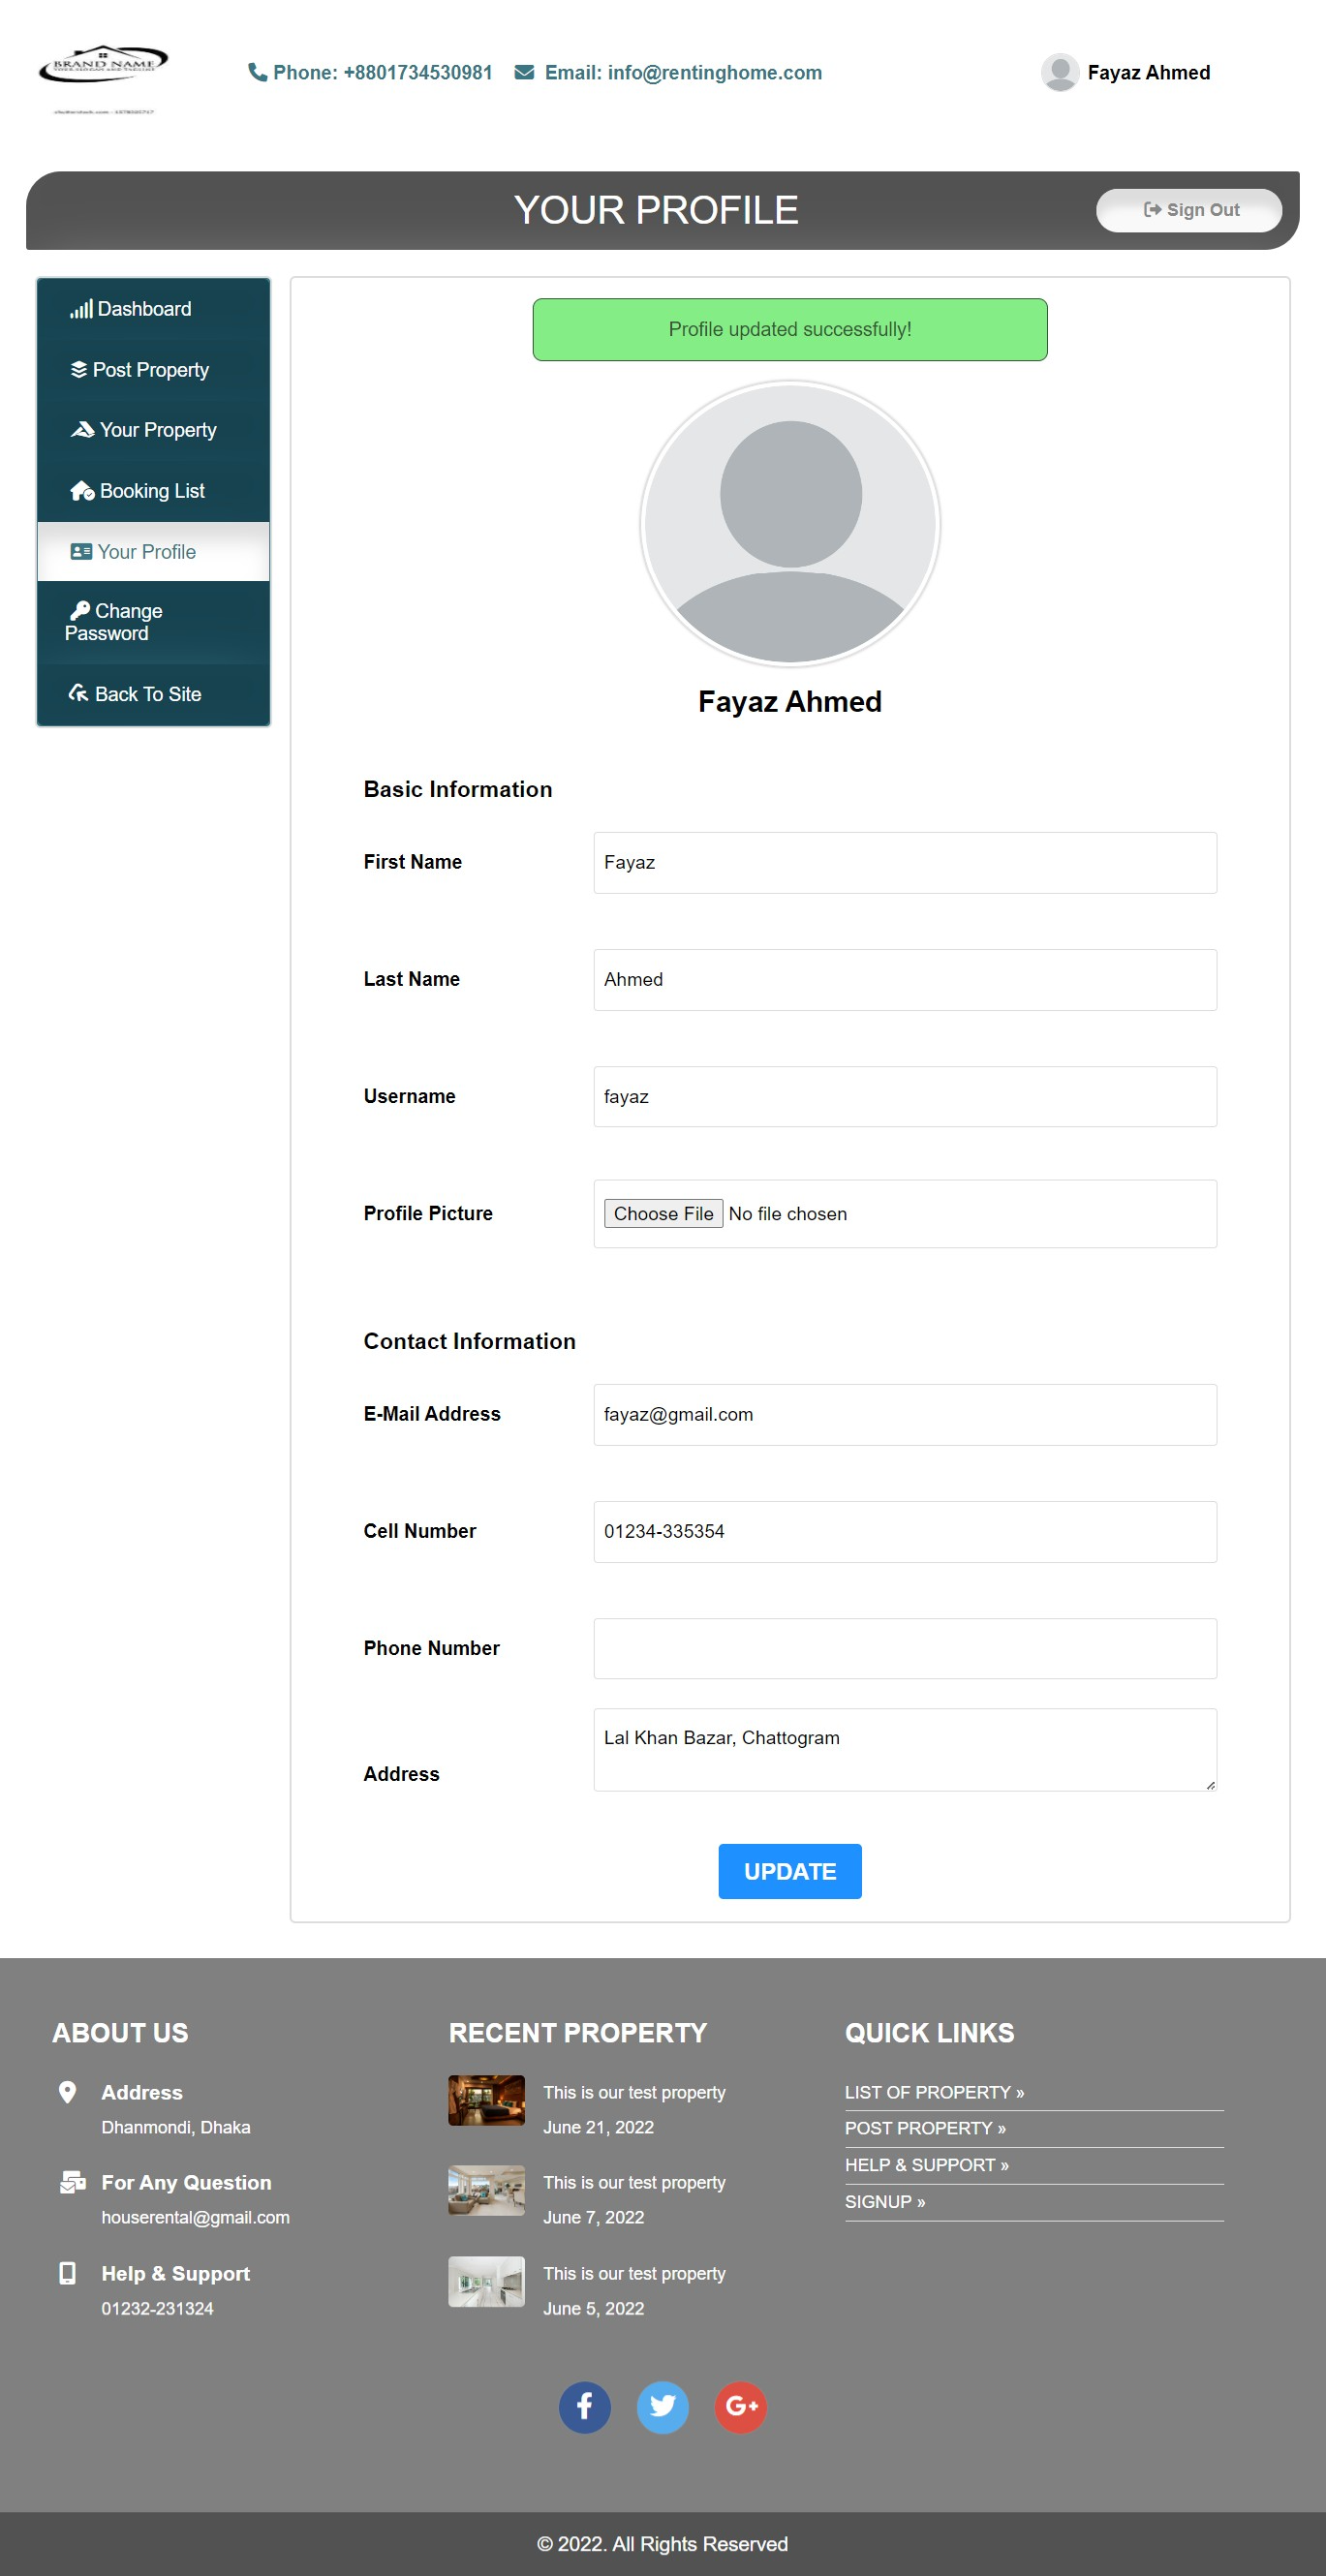 BRAND NAME
Phone: +8801734530981 Email: info@rentinghome.com
Fayaz Ahmed
YOUR PROFILE
Sign Out
Dashboard
Post Property
Your Property
Booking List
Your Profile
Change
Password
Back To Site
Profile updated successfully!
Fayaz Ahmed
Basic Information
First Name
Fayaz
Last Name
Ahmed
Username
fayaz
Profile Picture
Choose File No file chosen
Contact Information
E-Mail Address
fayaz@gmail.com
Cell Number
01234-335354
Phone Number
Address
Lal Khan Bazar, Chattogram
UPDATE
ABOUT US
Address
Dhanmondi, Dhaka
For Any Question
houserental@gmail.com
Help & Support
01232-231324
RECENT PROPERTY
This is our test property
June 21, 2022
This is our test property
June 7, 2022
This is our test property
June 5, 2022
QUICK LINKS
LIST OF PROPERTY »
POST PROPERTY »
HELP & SUPPORT »
SIGNUP »
© 2022. All Rights Reserved